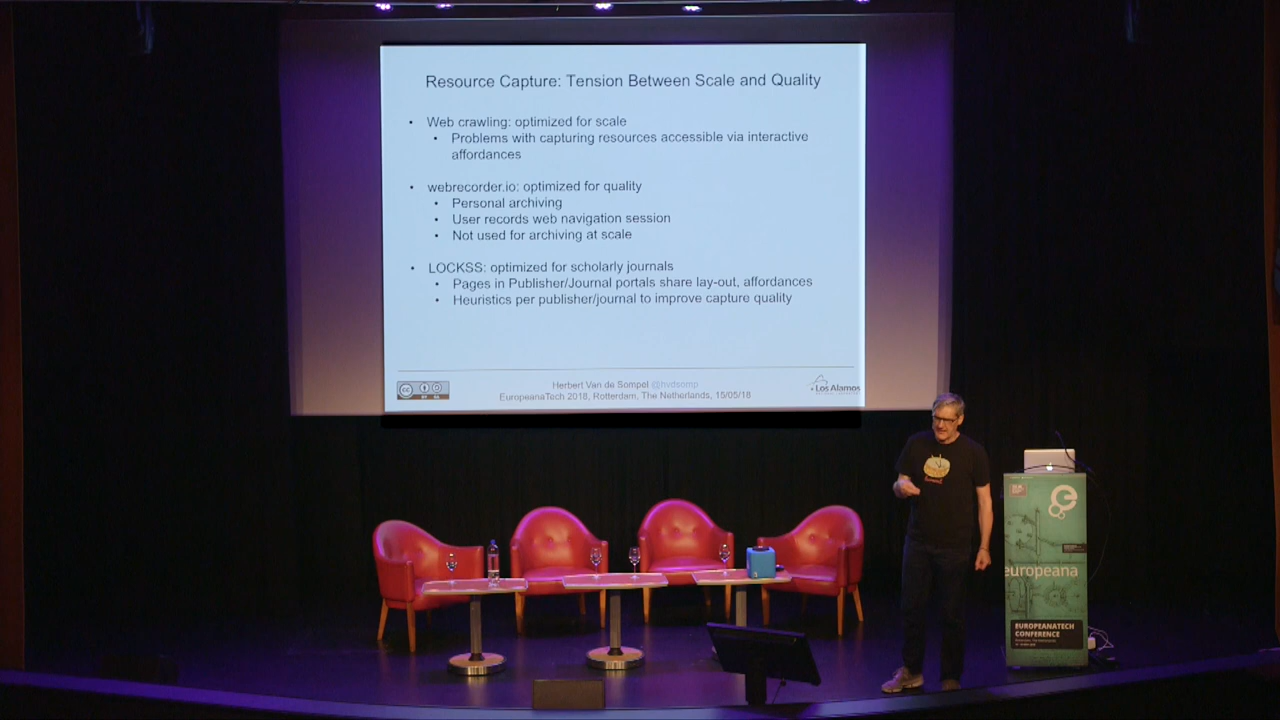 Resource Capture: Tension Between Scale and Quality
• Web crawling: optimized for scale
• Problems with capturing resources accessible via interactive
affordances
• webrecorder.io: optimized for quality
• Personal archiving
• User records web navigation session
• Not used for archiving at scale
• LOCKSS: optimized for scholarly journals
• Pages in Publisher/Journal portals share lay-out, affordances
• Heuristics per publisher/journal to improve capture quality
Herbert Van de Sompel @hvdsomp
EuropeanaTech 2018, Rotterdam, The Netherlands, 15/05/18
cc
Los Alamos
europeana
EUROPEANATECH
CONFERENCE